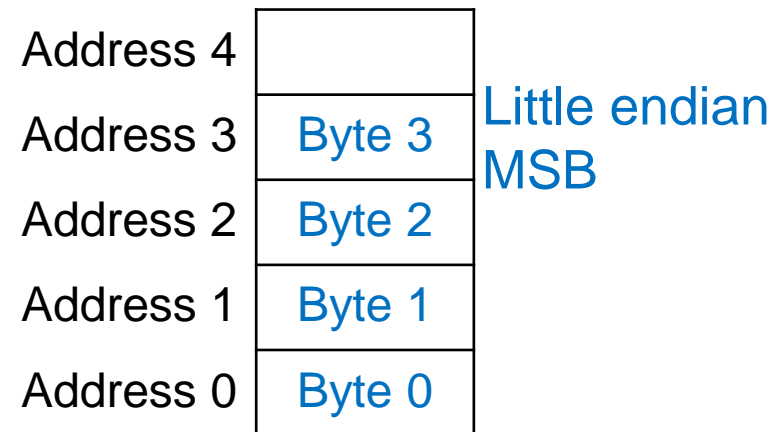 Address 4
Address 3 Byte 3 Little endian
MSB
Address 2 Byte 2
Address 1 Byte 1
Address 0 Byte 0